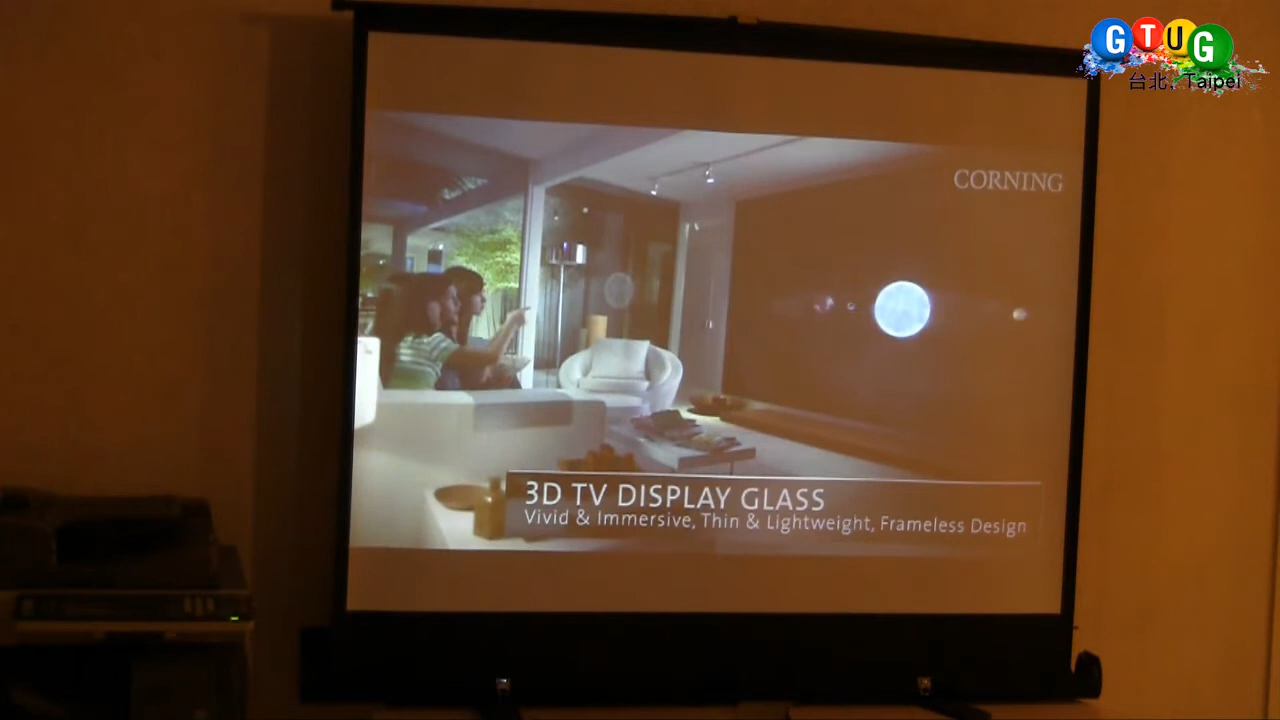 GTUG
台北, Taipei
CORNING
3D TV DISPLAY GLASS
Vivid & Immersive, Thin & Lightweight, Frameless Design